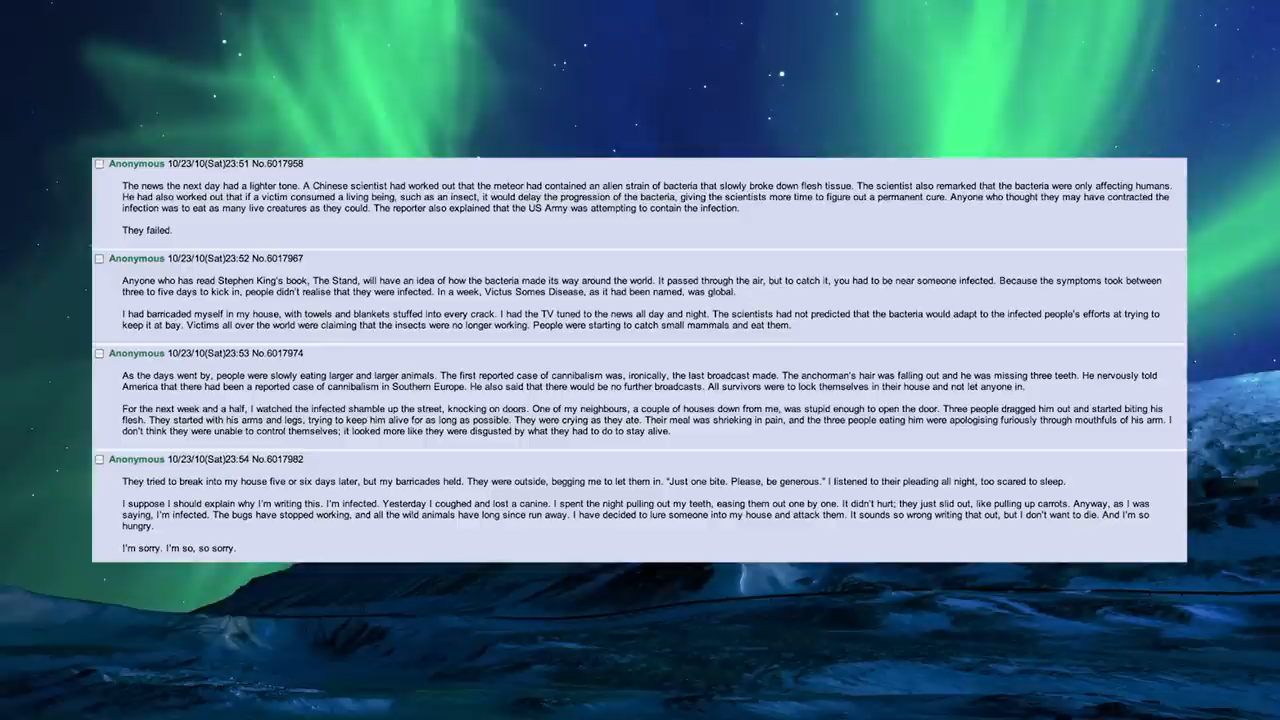 Anonymous 10/23/10(Sat)23:51 No.6017958
The news the next day had a lighter tone. A Chinese scientist had worked out that the meteor had contained an alien strain of bacteria that slowly broke down flesh tissue. The scientist also remarked that the bacteria were only affecting humans.
He had also worked out that if a victim consumed a living being, such as an insect, it would delay the progression of the bacteria, giving the scientists more time to figure out a permanent cure. Anyone who thought they may have contracted the
infection was to eat as many live creatures as they could. The reporter also explained that the US Army was attempting to contain the infection.
They failed.
Anonymous 10/23/10(Sat)23:52 No.6017967
Anyone who has read Stephen King's book, The Stand, will have an idea of how the bacteria made its way around the world. It passed through the air, but to catch it, you had to be near someone infected. Because the symptoms took between
three to five days to kick in, people didn't realise that they were infected. In a week, Victus Somes Disease, as it had been named, was global.
I had barricaded myself in my house, with towels and blankets stuffed into every crack. I had the TV tuned to the news all day and night. The scientists had not predicted that the bacteria would adapt to the infected people's efforts at trying to
keep it at bay. Victims all over the world were claiming that the insects were no longer working. People were starting to catch small mammals and eat them.
Anonymous 10/23/10(Sat)23:53 No.6017974
As the days went by, people were slowly eating larger and larger animals. The first reported case of cannibalism was, ironically, the last broadcast made. The anchorman's hair was falling out and he was missing three teeth. He nervously told
America that there had been a reported case of cannibalism in Southern Europe. He also said that there would be no further broadcasts. All survivors were to lock themselves in their house and not let anyone in.
For the next week and a half, I watched the infected shamble up the street, knocking on doors. One of my neighbours, a couple of houses down from me, was stupid enough to open the door. Three people dragged him out and started biting his
flesh. They started with his arms and legs, trying to keep him alive for as long as possible. They were crying as they ate. Their meal was shrieking in pain, and the three people eating him were apologising furiously through mouthfuls of his arm. I
don't think they were unable to control themselves; it looked more like they were disgusted by what they had to do to stay alive.
Anonymous 10/23/10(Sat)23:54 No.6017982
They tried to break into my house five or six days later, but my barricades held. They were outside, begging me to let them in. "Just one bite. Please, be generous." I listened to their pleading all night, too scared to sleep.
I suppose I should explain why I'm writing this. I'm infected. Yesterday I coughed and lost a canine. I spent the night pulling out my teeth, easing them out one by one. It didn't hurt; they just slid out, like pulling up carrots. Anyway, as I was
saying, I'm infected. The bugs have stopped working, and all the wild animals have long since run away. I have decided to lure someone into my house and attack them. It sounds so wrong writing that out, but I don't want to die. And I'm so
hungry.
I'm sorry. I'm so, so sorry.